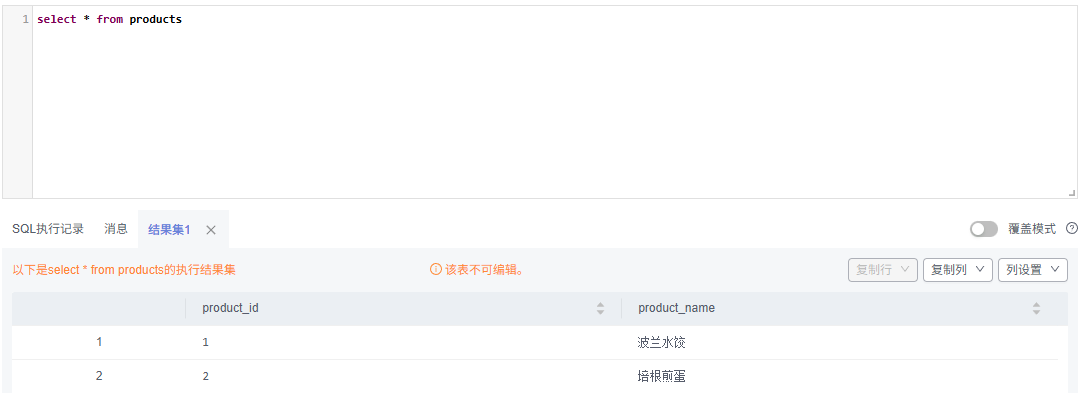 1 select * from products
SQL执行记录 消息 结果集1 覆盖模式
以下是select * from products的执行结果集 该表不可编辑。 复制行 复制列 列设置
product_id product_name
1 1 波兰水饺
2 2 培根煎蛋